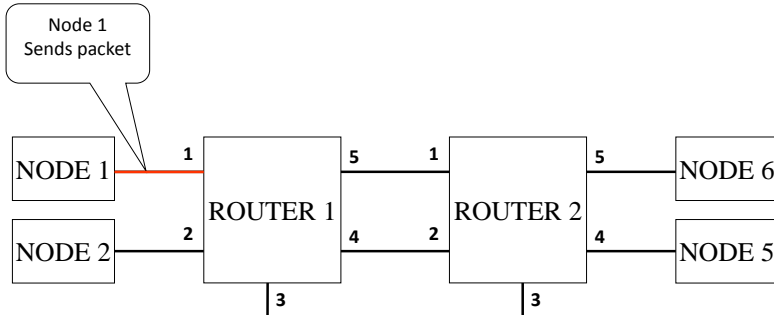 Node 1
Sends packet
NODE 1
1
ROUTER 1
5
1
ROUTER 2
5
NODE 6
NODE 2
2
4
2
4
NODE 5
3
3